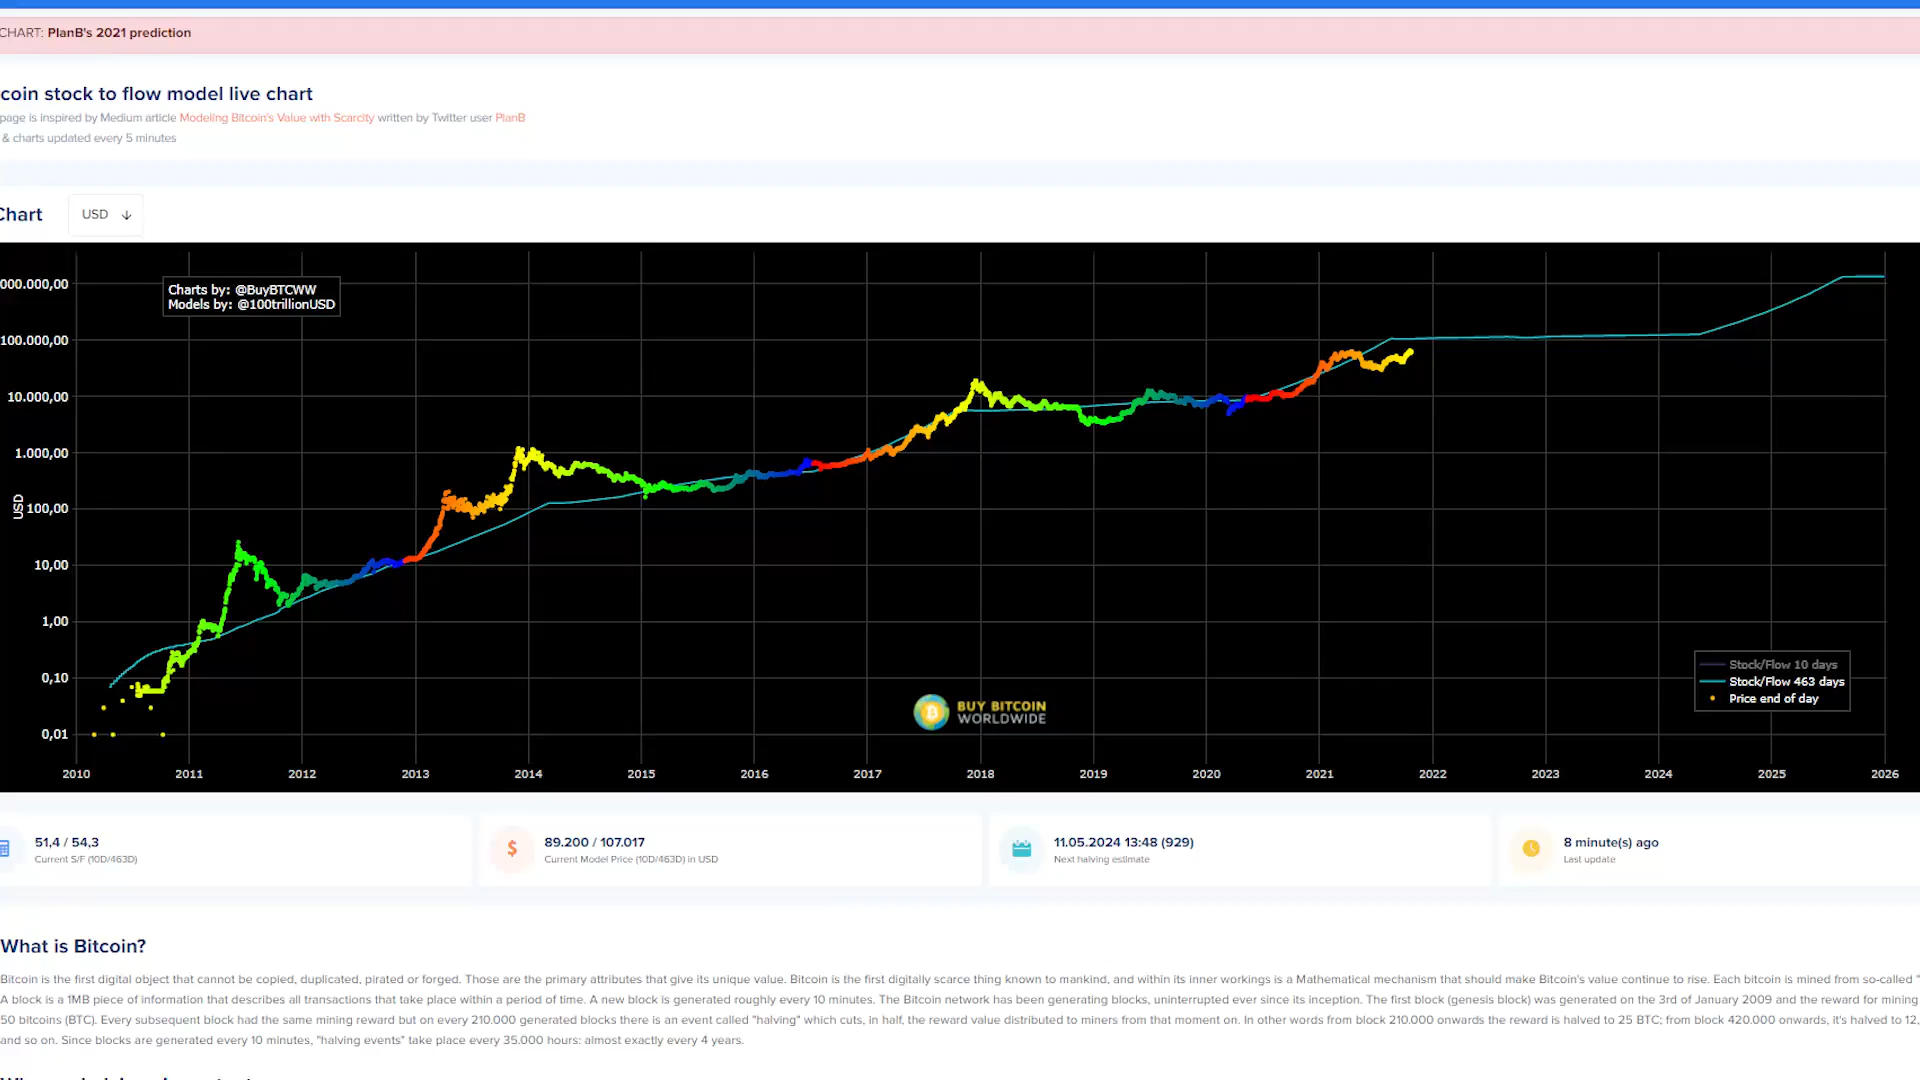 CHART: PlanB's 2021 prediction
coin stock to flow model live chart
page is inspired by Medium article Modeling Bitcoin's Value with Scarcity written by Twitter user PlanB
& charts updated every 5 minutes
Chart
USD
Charts by: @BuyBTCWW
Models by: @100trillionUSD
000.000,00
100.000,00
10.000,00
1.000,00
100,00
10,00
1,00
0,10
0,01
USD
Stock/Flow 10 days
Stock/Flow 463 days
Price end of day
BUY BITCOIN
WORLDWIDE
2010 2011 2012 2013 2014 2015 2016 2017 2018 2019 2020 2021 2022 2023 2024 2025 2026
51,4 / 54,3
Current S/F (10D/463D)
89.200 / 107.017
Current Model Price (10D/463D) in USD
11.05.2024 13:48 (929)
Next halving estimate
8 minute(s) ago
Last update
What is Bitcoin?
Bitcoin is the first digital object that cannot be copied, duplicated, pirated or forged. Those are the primary attributes that give its unique value. Bitcoin is the first digitally scarce thing known to mankind, and within its inner workings is a Mathematical mechanism that should make Bitcoin's value continue to rise. Each bitcoin is mined from so-called "
A block is a 1MB piece of information that describes all transactions that take place within a period of time. A new block is generated roughly every 10 minutes. The Bitcoin network has been generating blocks, uninterrupted ever since its inception. The first block (genesis block) was generated on the 3rd of January 2009 and the reward for mining
50 bitcoins (BTC). Every subsequent block had the same mining reward but on every 210.000 generated blocks there is an event called "halving" which cuts, in half, the reward value distributed to miners from that moment on. In other words from block 210.000 onwards the reward is halved to 25 BTC; from block 420.000 onwards, it's halved to 12,
and so on. Since blocks are generated every 10 minutes, "halving events" take place every 35.000 hours: almost exactly every 4 years.